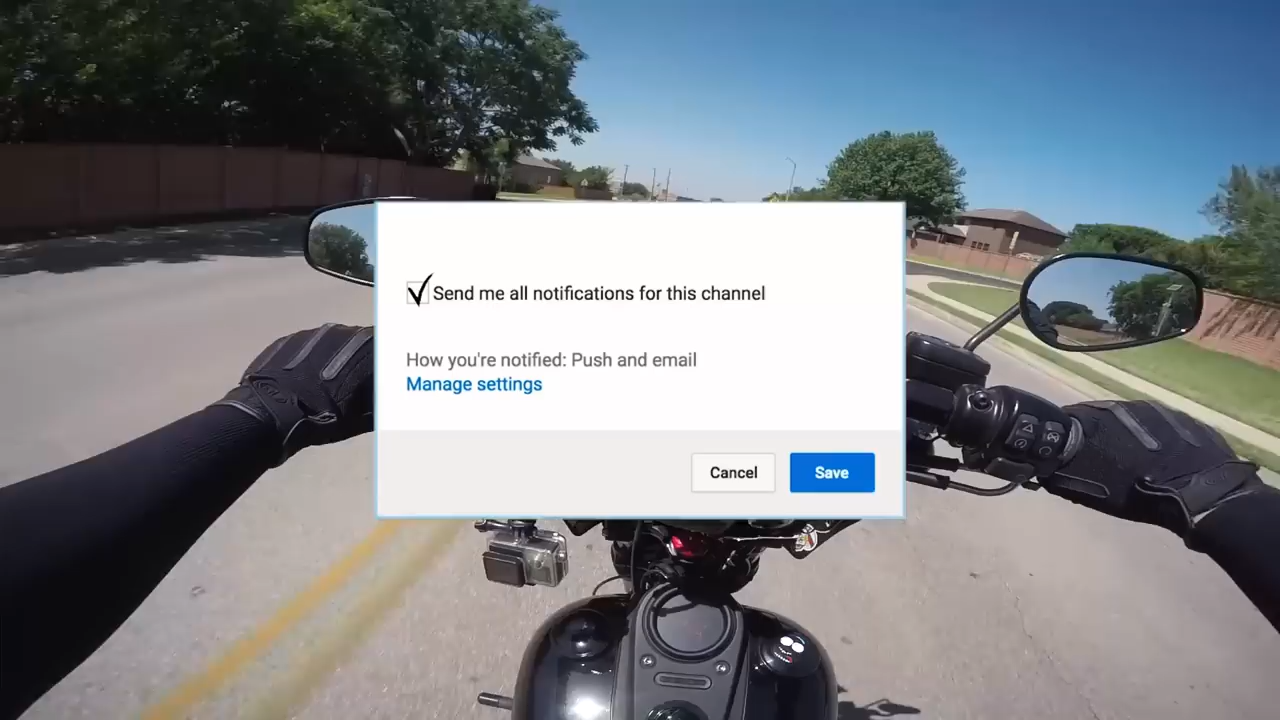 Send me all notifications for this channel
How you're notified: Push and email
Manage settings
Cancel
Save